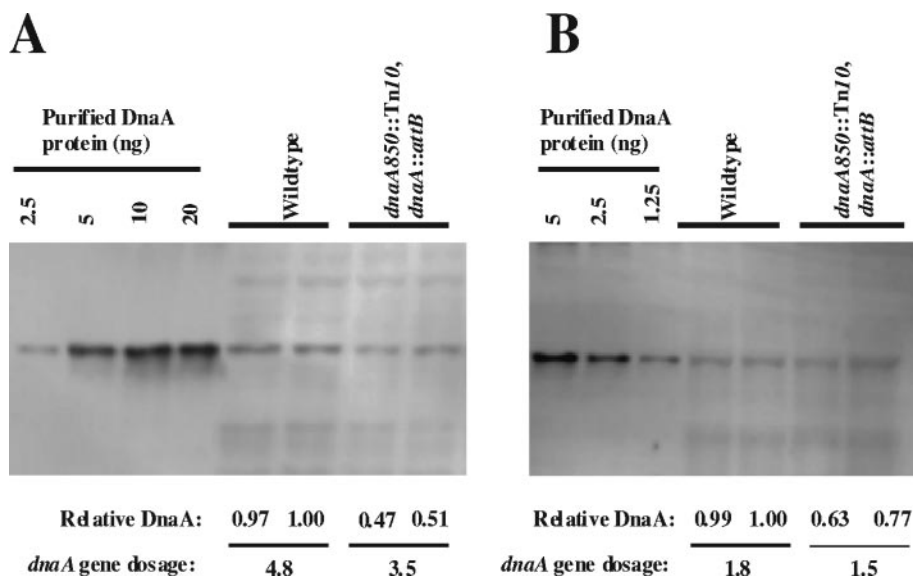 A
Purified DnaA
protein (ng)
2.5
5
10
20
Wildtype
dnaA850::Tn10,
dnaA::attB
Relative DnaA: 0.97 1.00 0.47 0.51
dnaA gene dosage: 4.8 3.5
B
Purified DnaA
protein (ng)
5
2.5
1.25
Wildtype
dnaA850::Tn10,
dnaA::attB
Relative DnaA: 0.99 1.00 0.63 0.77
dnaA gene dosage: 1.8 1.5